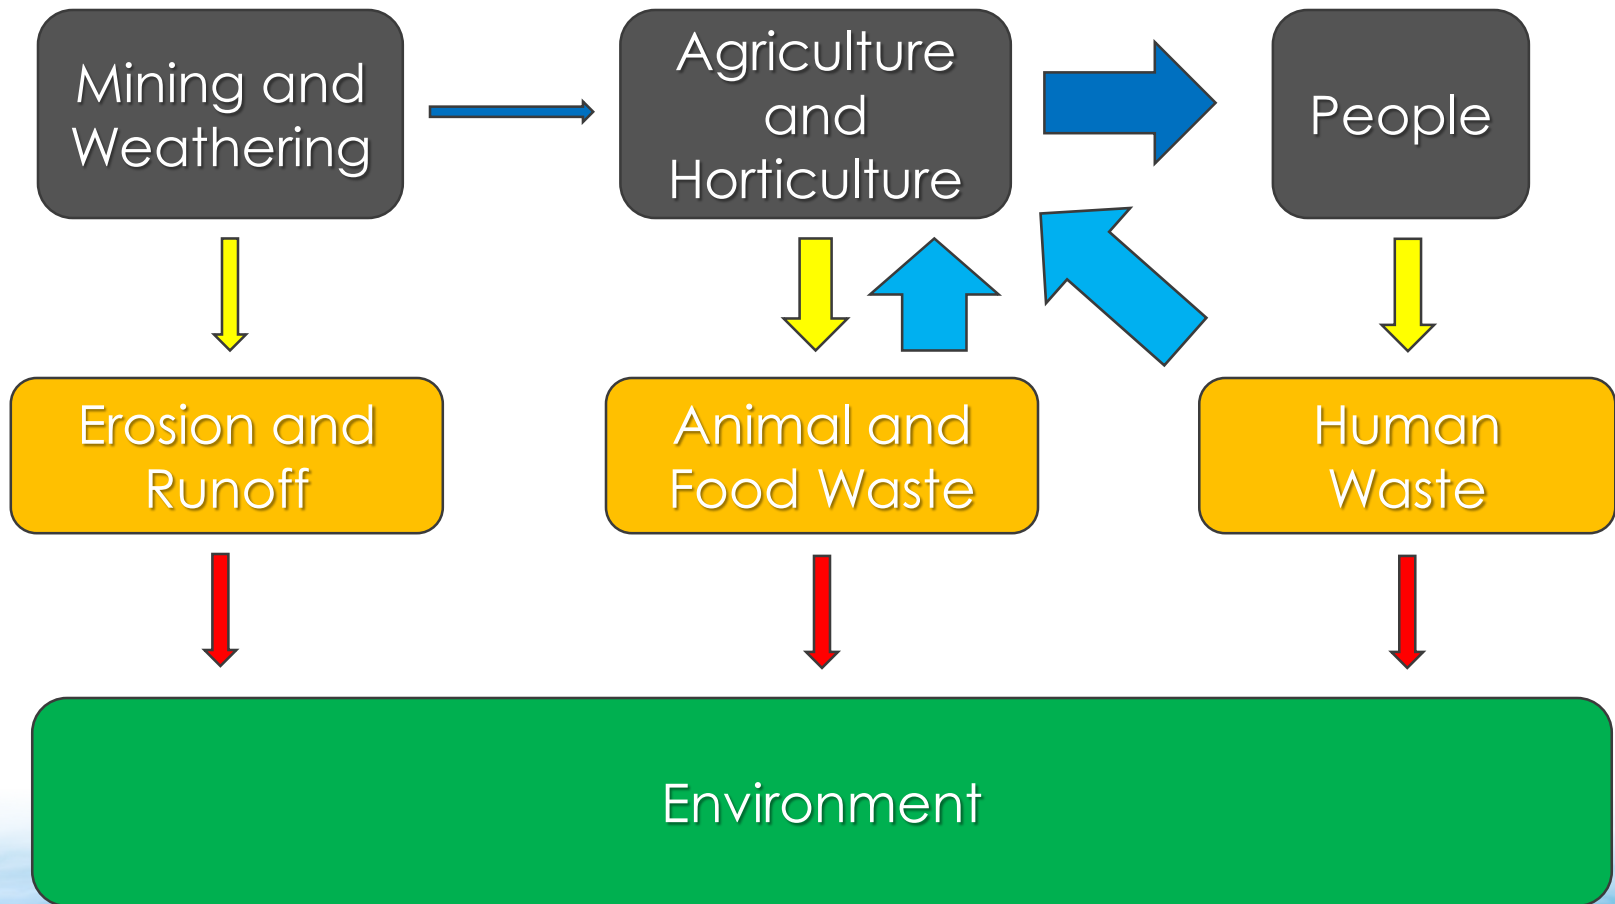 Mining and
Weathering
Agriculture
and
Horticulture
People
Erosion and
Runoff
Animal and
Food Waste
Human
Waste
Environment